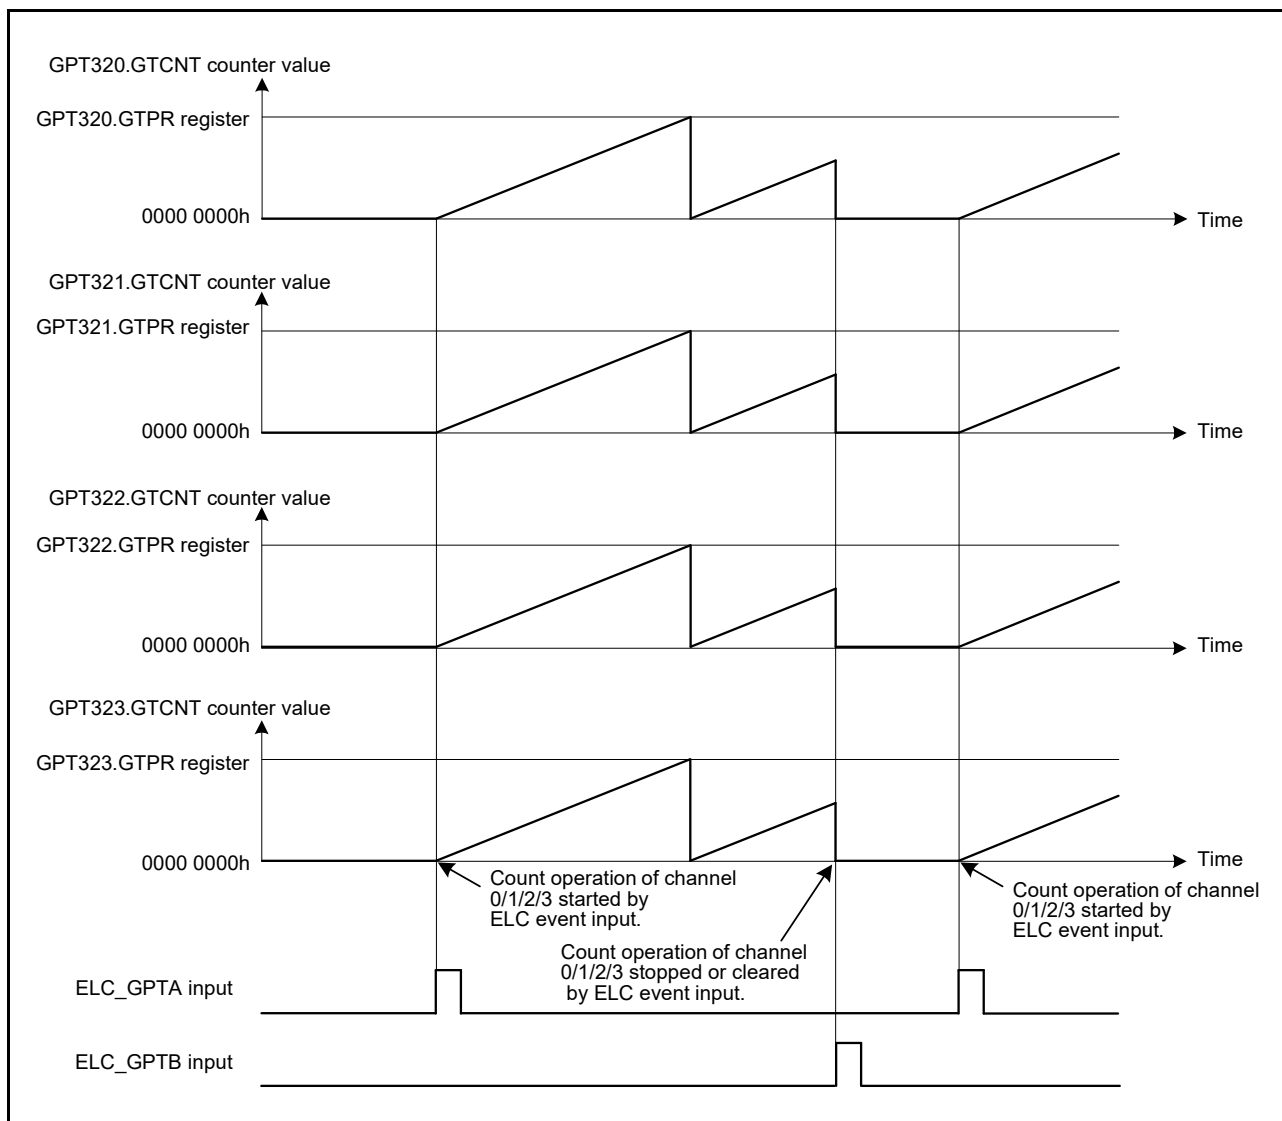 GPT320.GTCNT counter value
GPT320.GTPR register
0000 0000h
Time
GPT321.GTCNT counter value
GPT321.GTPR register
0000 0000h
Time
GPT322.GTCNT counter value
GPT322.GTPR register
0000 0000h
Time
GPT323.GTCNT counter value
GPT323.GTPR register
0000 0000h
Time
Count operation of channel
0/1/2/3 started by
ELC event input.
Count operation of channel
0/1/2/3 stopped or cleared
by ELC event input.
Count operation of channel
0/1/2/3 started by
ELC event input.
ELC_GPTA input
ELC_GPTB input